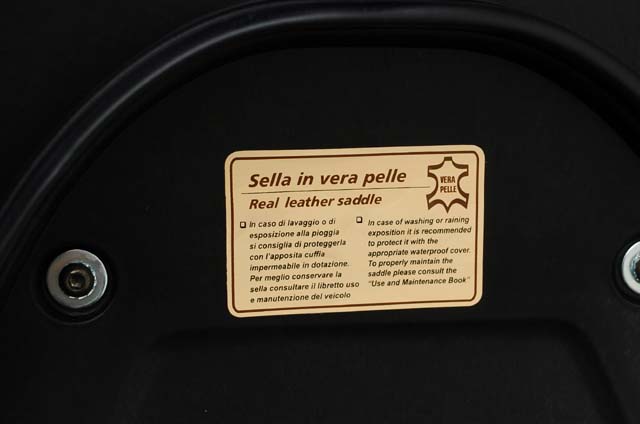 Sella in vera pelle
Real leather saddle
VERA
PELLE
In caso di lavaggio o di
esposizione alla pioggia
si consiglia di proteggerla
con l'apposita cuffia
impermeabile in dotazione.
Per meglio conservare la
sella consultare il libretto uso
e manutenzione del veicolo
In case of washing or raining
exposition it is recommended
to protect it with the
appropriate waterproof cover.
To properly maintain the
saddle please consult the
"Use and Maintenance Book"